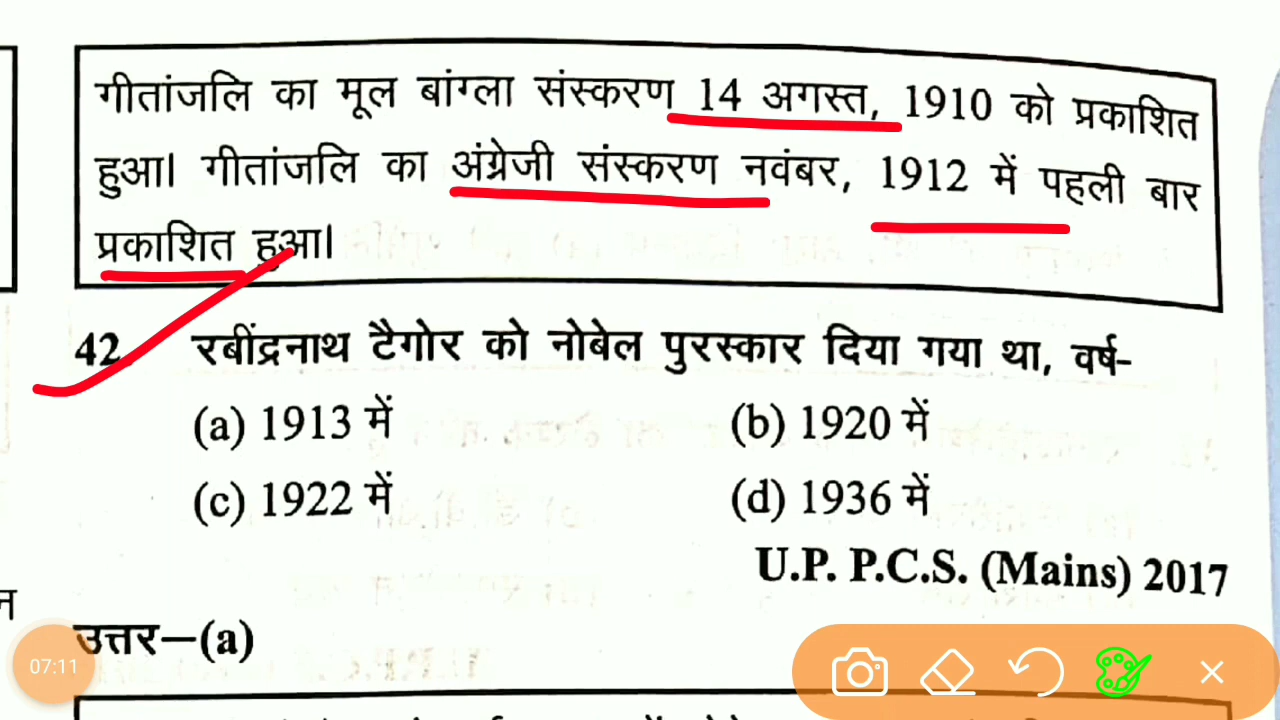 गीतांजलि का मूल बांग्ला संस्करण 14 अगस्त, 1910 को प्रकाशित
हुआ। गीतांजलि का अंग्रेजी संस्करण नवंबर, 1912 में पहली बार
प्रकाशित हुआ।
42. रबींद्रनाथ टैगोर को नोबेल पुरस्कार दिया गया था, वर्ष-
(a) 1913 में (b) 1920 में
(c) 1922 में (d) 1936 में
U.P. P.C.S. (Mains) 2017
उत्तर—(a)
07:11